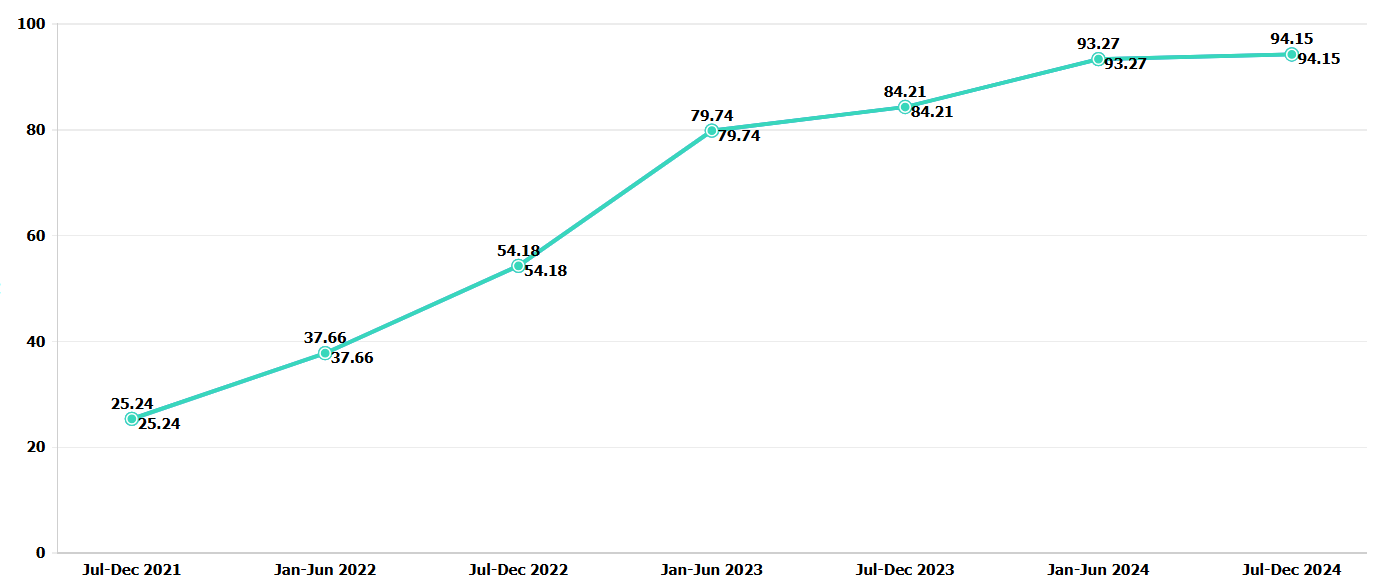 100
80
60
40
20
0
25.24
25.24
37.66
37.66
54.18
54.18
79.74
79.74
84.21
84.21
93.27
93.27
94.15
94.15
Jul-Dec 2021
Jan-Jun 2022
Jul-Dec 2022
Jan-Jun 2023
Jul-Dec 2023
Jan-Jun 2024
Jul-Dec 2024